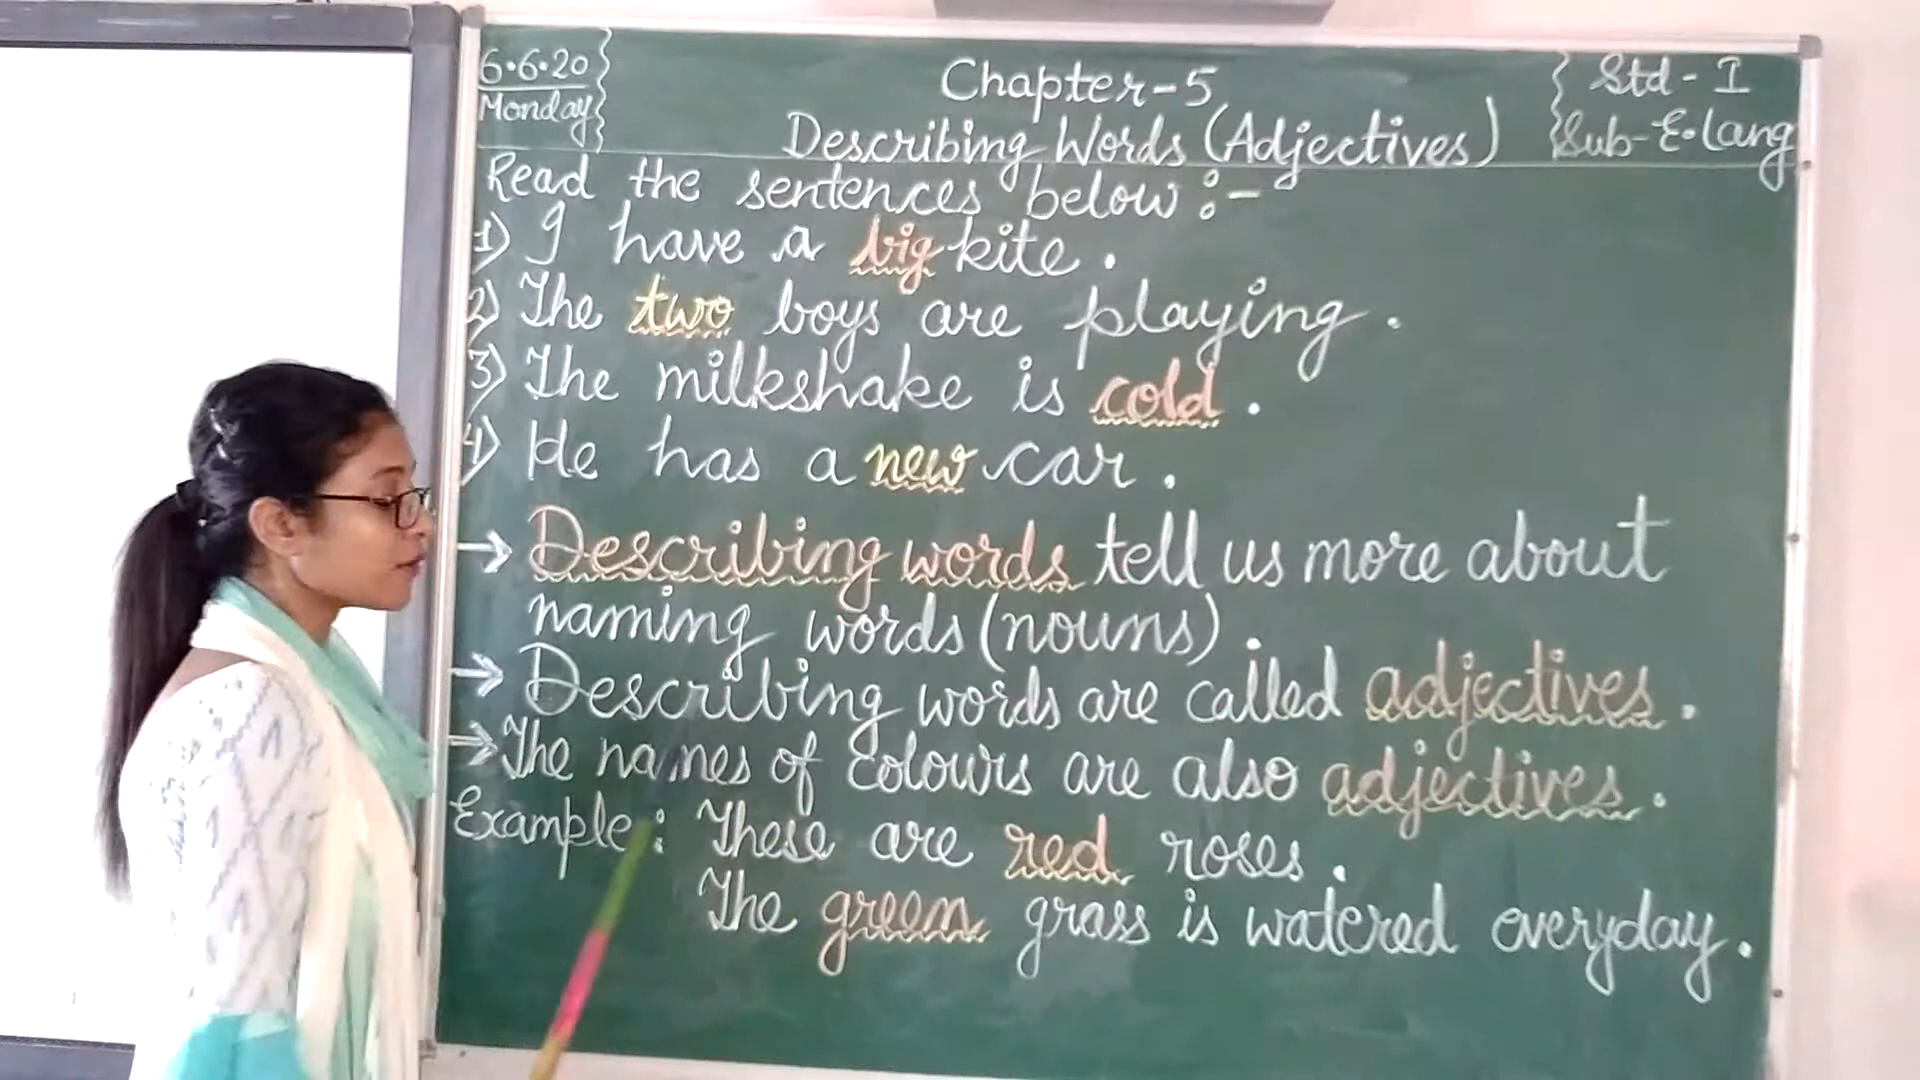 6.6.20
Monday
Chapter-5
Describing Words (Adjectives)
Std - I
Sub-E.Lang
Read the sentences below :-
1) I have a big kite.
2) The two boys are playing.
3) The milkshake is cold.
4) He has a new car.
→ Describing words tell us more about
naming words (nouns).
→ Describing words are called adjectives.
→ The names of colours are also adjectives.
Example: These are red roses.
The green grass is watered everyday.